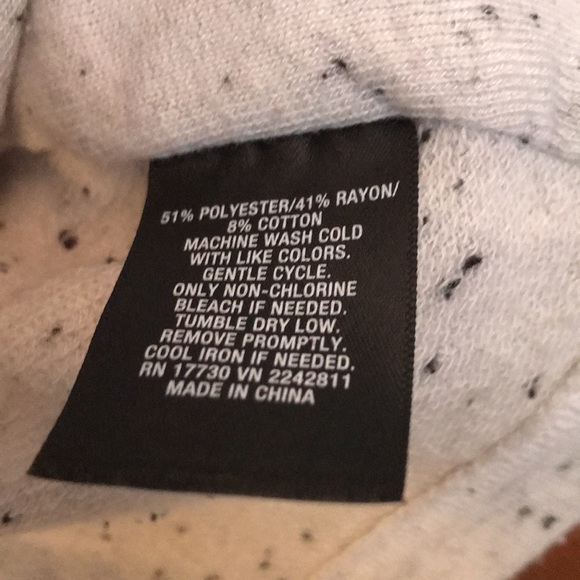 51% POLYESTER/41% RAYON/
8% COTTON
MACHINE WASH COLD
WITH LIKE COLORS.
GENTLE CYCLE.
ONLY NON-CHLORINE
BLEACH IF NEEDED.
TUMBLE DRY LOW.
REMOVE PROMPTLY.
COOL IRON IF NEEDED.
RN 17730 VN 2242811
MADE IN CHINA